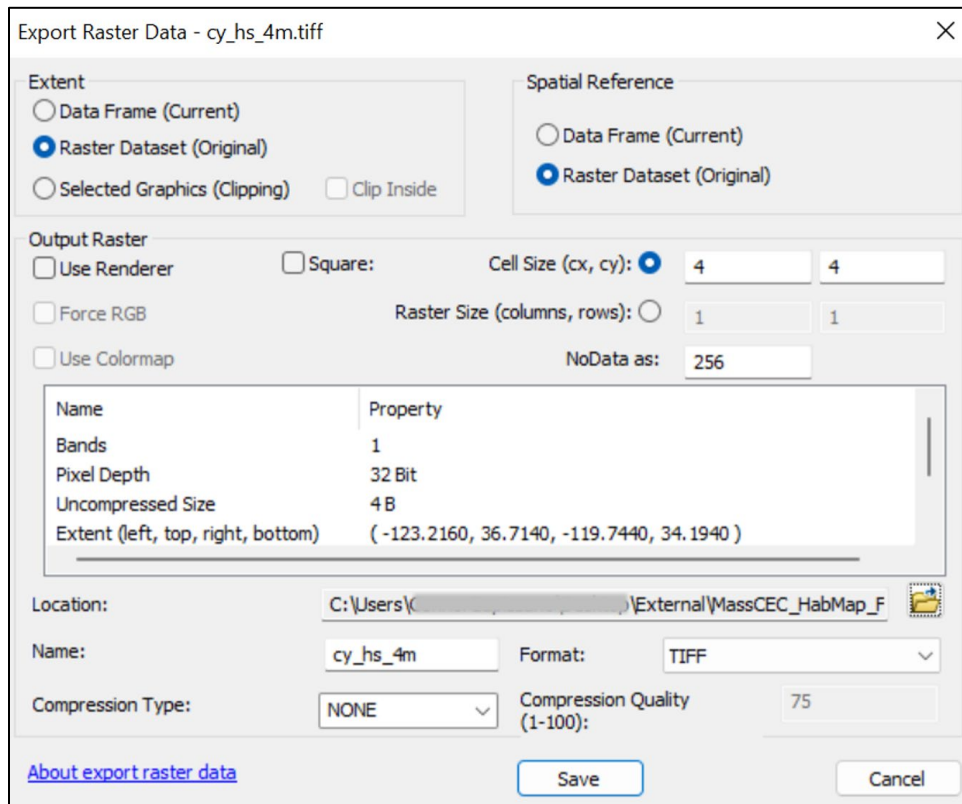 Export Raster Data - cy_hs_4m.tiff
Extent
Data Frame (Current)
Raster Dataset (Original)
Selected Graphics (Clipping)
Clip Inside
Spatial Reference
Data Frame (Current)
Raster Dataset (Original)
Output Raster
Use Renderer
Square:
Cell Size (cx, cy):
4
4
Force RGB
Raster Size (columns, rows):
1
1
Use Colormap
NoData as:
256
Name
Property
Bands
1
Pixel Depth
32 Bit
Uncompressed Size
4 B
Extent (left, top, right, bottom)
( -123.2160, 36.7140, -119.7440, 34.1940 )
Location:
C:\Users\ \External\MassCEC_HabMap_F
Name:
cy_hs_4m
Format:
TIFF
Compression Type:
NONE
Compression Quality
(1-100):
75
About export raster data
Save
Cancel